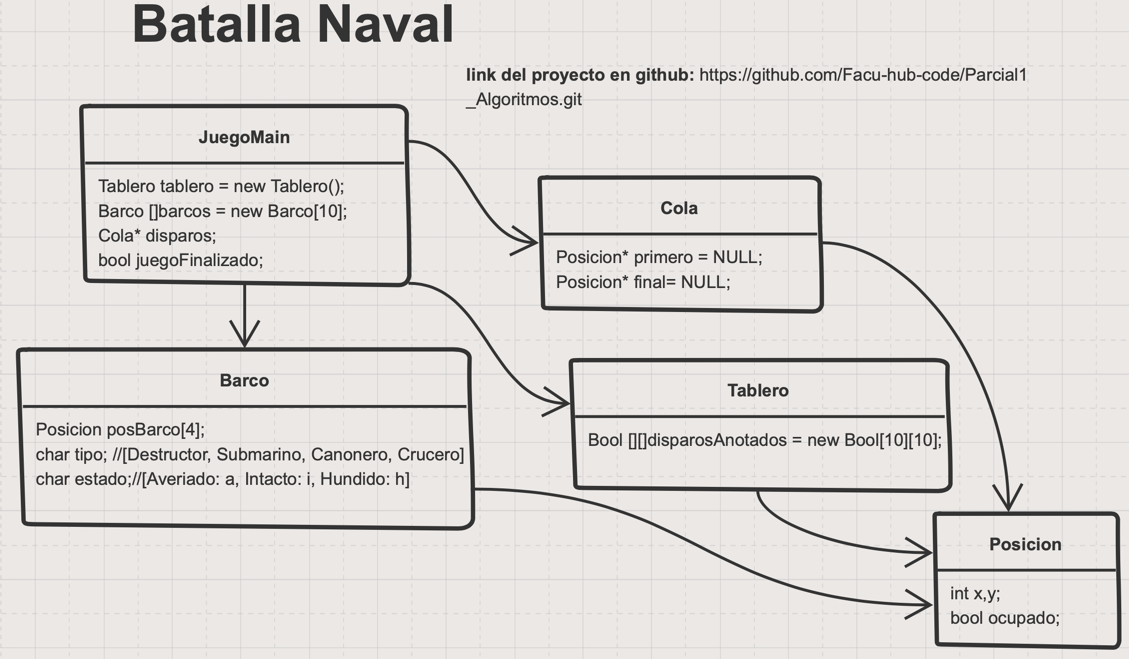 Batalla Naval
link del proyecto en github: https://github.com/Facu-hub-code/Parcial1
_Algoritmos.git
JuegoMain
Tablero tablero = new Tablero();
Barco []barcos = new Barco[10];
Cola* disparos;
bool juegoFinalizado;
Cola
Posicion* primero = NULL;
Posicion* final= NULL;
Barco
Posicion posBarco[4];
char tipo; //[Destructor, Submarino, Canonero, Crucero]
char estado;//[Averiado: a, Intacto: i, Hundido: h]
Tablero
Bool [][]disparosAnotados = new Bool[10][10];
Posicion
int x,y;
bool ocupado;